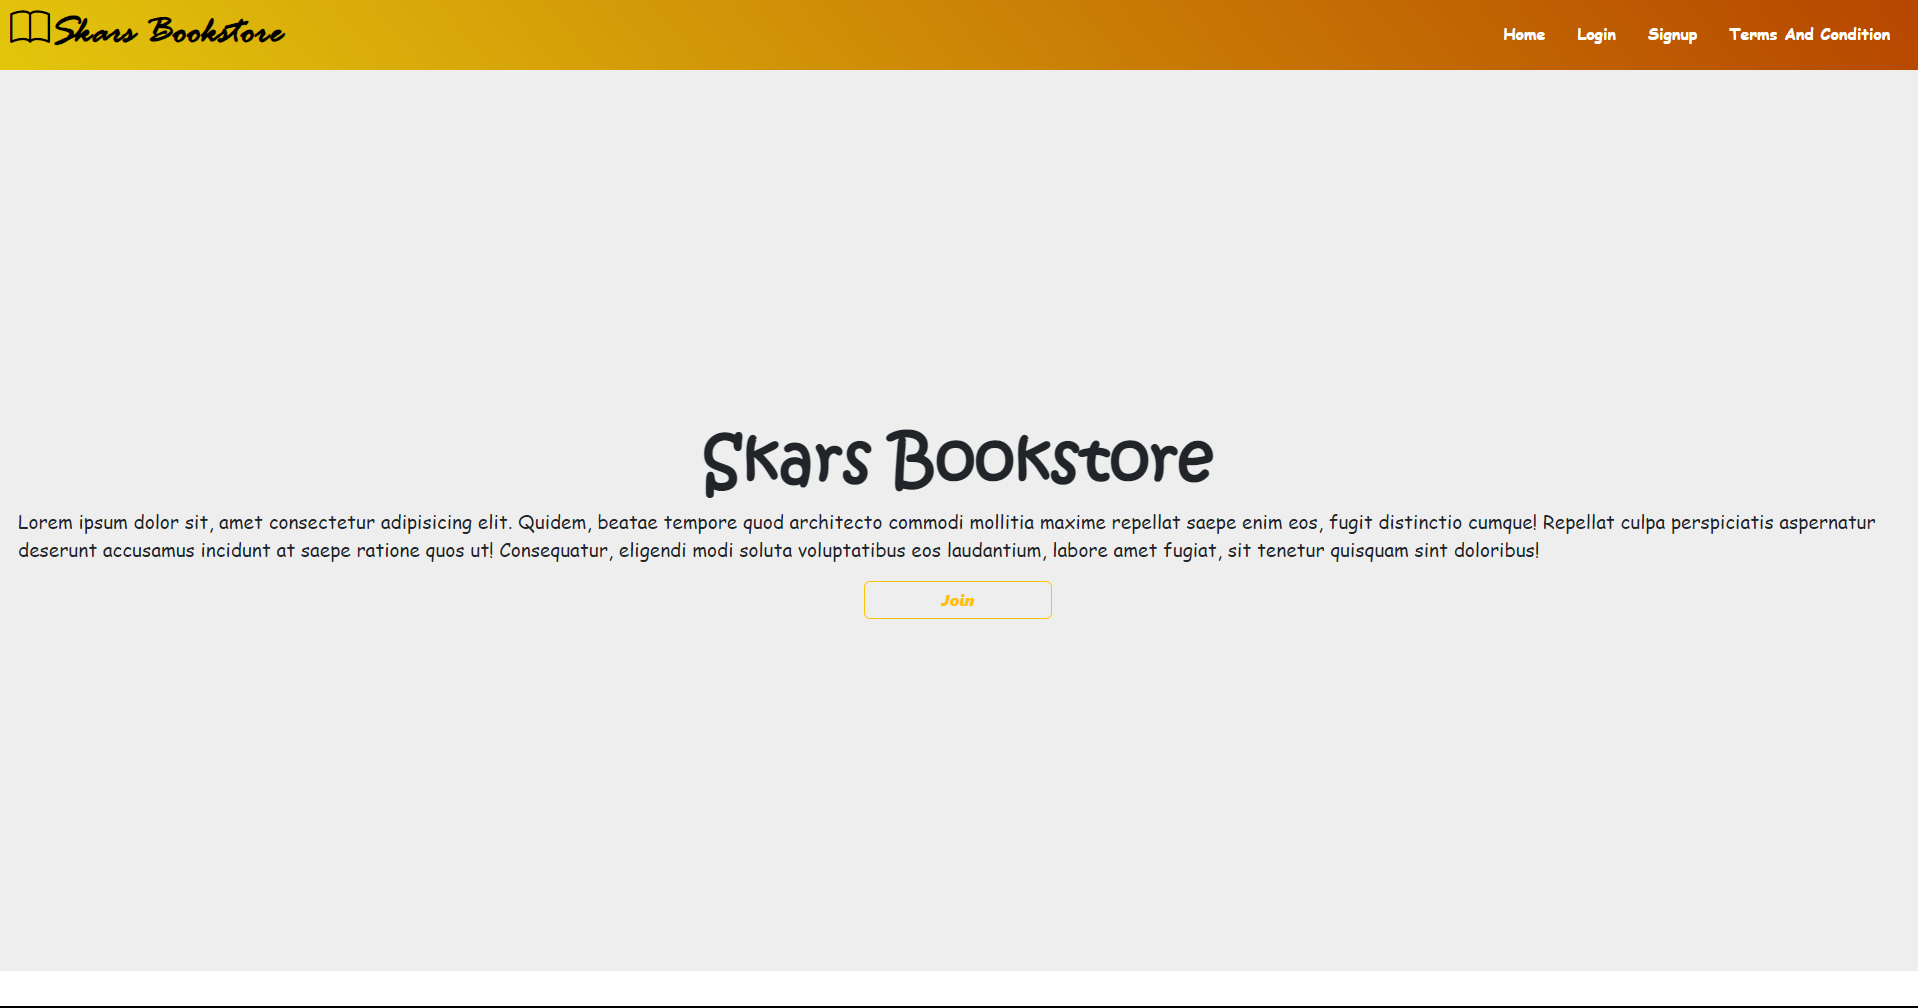 Skars Bookstore
Home Login Signup Terms And Condition
Skars Bookstore
Lorem ipsum dolor sit, amet consectetur adipisicing elit. Quidem, beatae tempore quod architecto commodi mollitia maxime repellat saepe enim eos, fugit distinctio cumque! Repellat culpa perspiciatis aspernatur
deserunt accusamus incidunt at saepe ratione quos ut! Consequatur, eligendi modi soluta voluptatibus eos laudantium, labore amet fugiat, sit tenetur quisquam sint doloribus!
Join